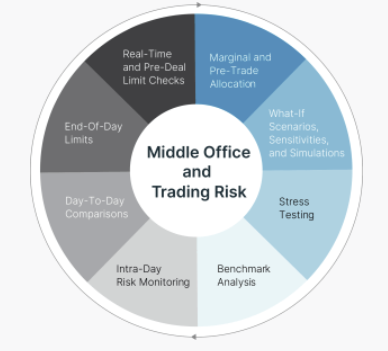 Real-Time
and Pre-Deal
Limit Checks
Marginal and
Pre-Trade
Allocation
What-If
Scenarios,
Sensitivities,
and Simulations
Stress
Testing
Benchmark
Analysis
Intra-Day
Risk Monitoring
Day-To-Day
Comparisons
End-Of-Day
Limits
Middle Office
and
Trading Risk